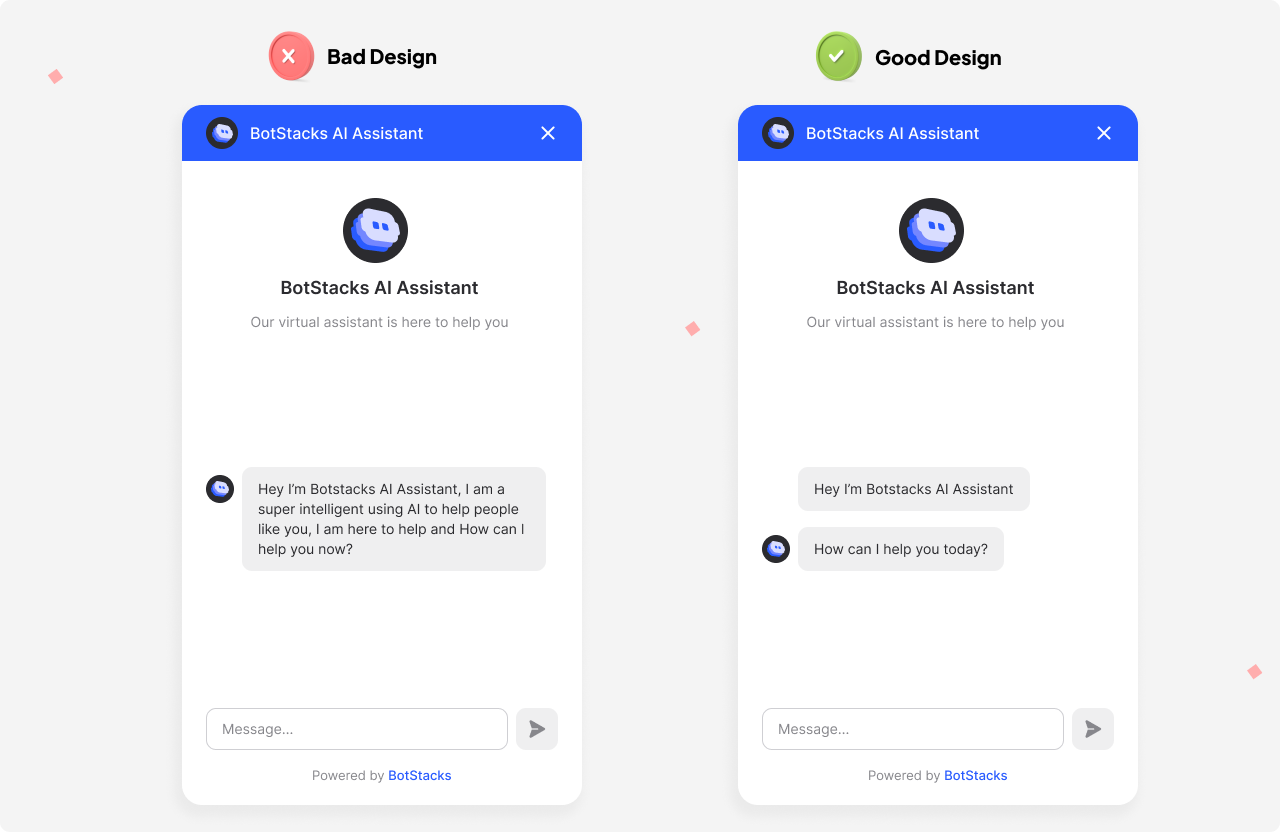 Bad Design
BotStacks AI Assistant
BotStacks AI Assistant
Our virtual assistant is here to help you
Hey I’m Botstacks AI Assistant, I am a
super intelligent using AI to help people
like you, I am here to help and How can I
help you now?
Message...
Powered by BotStacks
Good Design
BotStacks AI Assistant
BotStacks AI Assistant
Our virtual assistant is here to help you
Hey I’m Botstacks AI Assistant
How can I help you today?
Message...
Powered by BotStacks